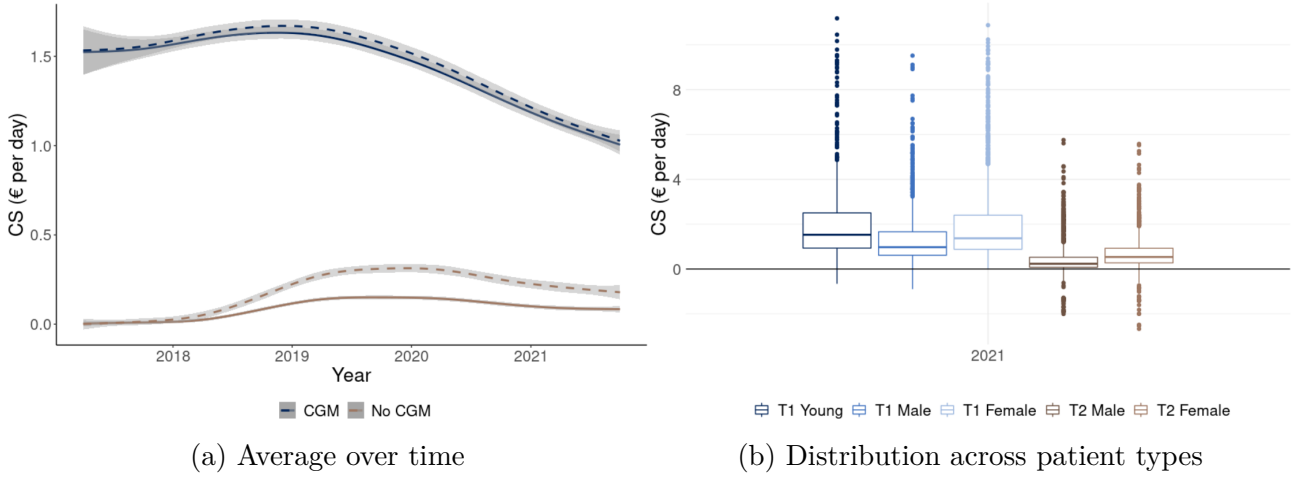 CS (€ per day)
1.5
1.0
0.5
0.0
2018 2019 2020 2021
Year
CGM No CGM
(a) Average over time
CS (€ per day)
8
4
0
2021
T1 Young T1 Male T1 Female T2 Male T2 Female
(b) Distribution across patient types